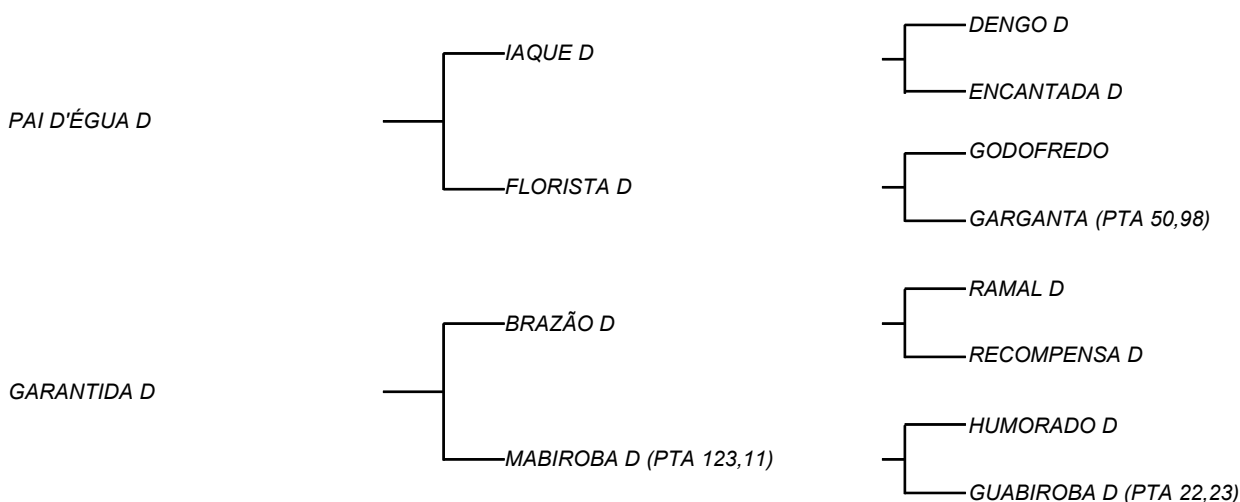 DENGO D
IAQUE D
ENCANTADA D
PAI D'ÉGUA D
GODOFREDO
FLORISTA D
GARGANTA (PTA 50,98)
RAMAL D
BRAZÃO D
RECOMPENSA D
GARANTIDA D
HUMORADO D
MABIROBA D (PTA 123,11)
GUABIROBA D (PTA 22,23)